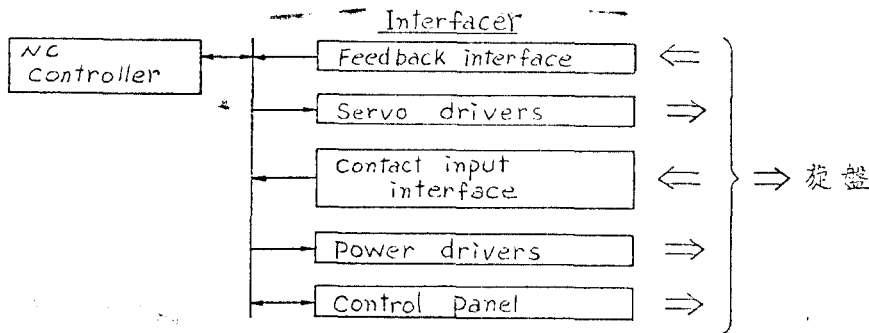 Interfacer
NC
Controller
Feedback interface
Servo drivers
Contact input
interface
Power drivers
Control panel
旋盤